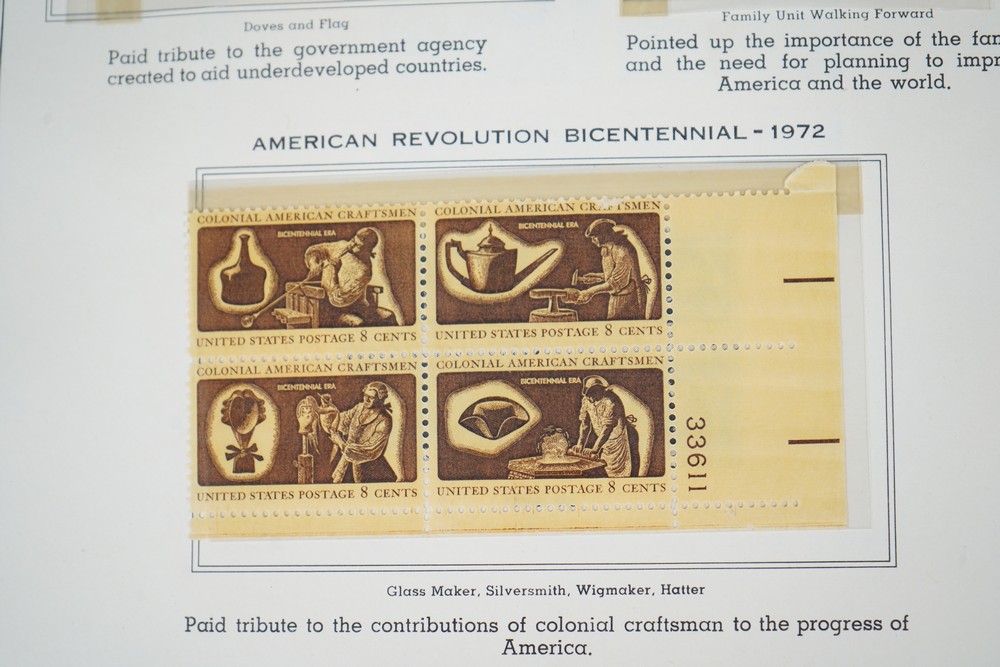 Doves and Flag
Paid tribute to the government agency
created to aid underdeveloped countries.
Family Unit Walking Forward
Pointed up the importance of the fam
and the need for planning to impr
America and the world.
AMERICAN REVOLUTION BICENTENNIAL - 1972
COLONIAL AMERICAN CRAFTSMEN
BICENTENNIAL ERA
UNITED STATES POSTAGE 8 CENTS
COLONIAL AMERICAN CRAFTSMEN
BICENTENNIAL ERA
UNITED STATES POSTAGE 8 CENTS
COLONIAL AMERICAN CRAFTSMEN
BICENTENNIAL ERA
UNITED STATES POSTAGE 8 CENTS
COLONIAL AMERICAN CRAFTSMEN
BICENTENNIAL ERA
UNITED STATES POSTAGE 8 CENTS
33611
Glass Maker, Silversmith, Wigmaker, Hatter
Paid tribute to the contributions of colonial craftsman to the progress of
America.